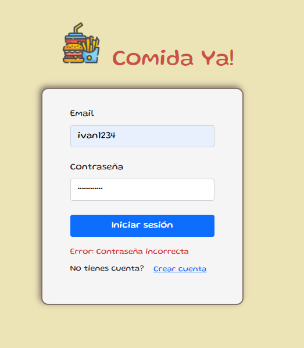 Comida Ya!
Email
ivan1234
Contraseña
Iniciar sesión
Error: Contraseña incorrecta
No tienes cuenta? Crear cuenta